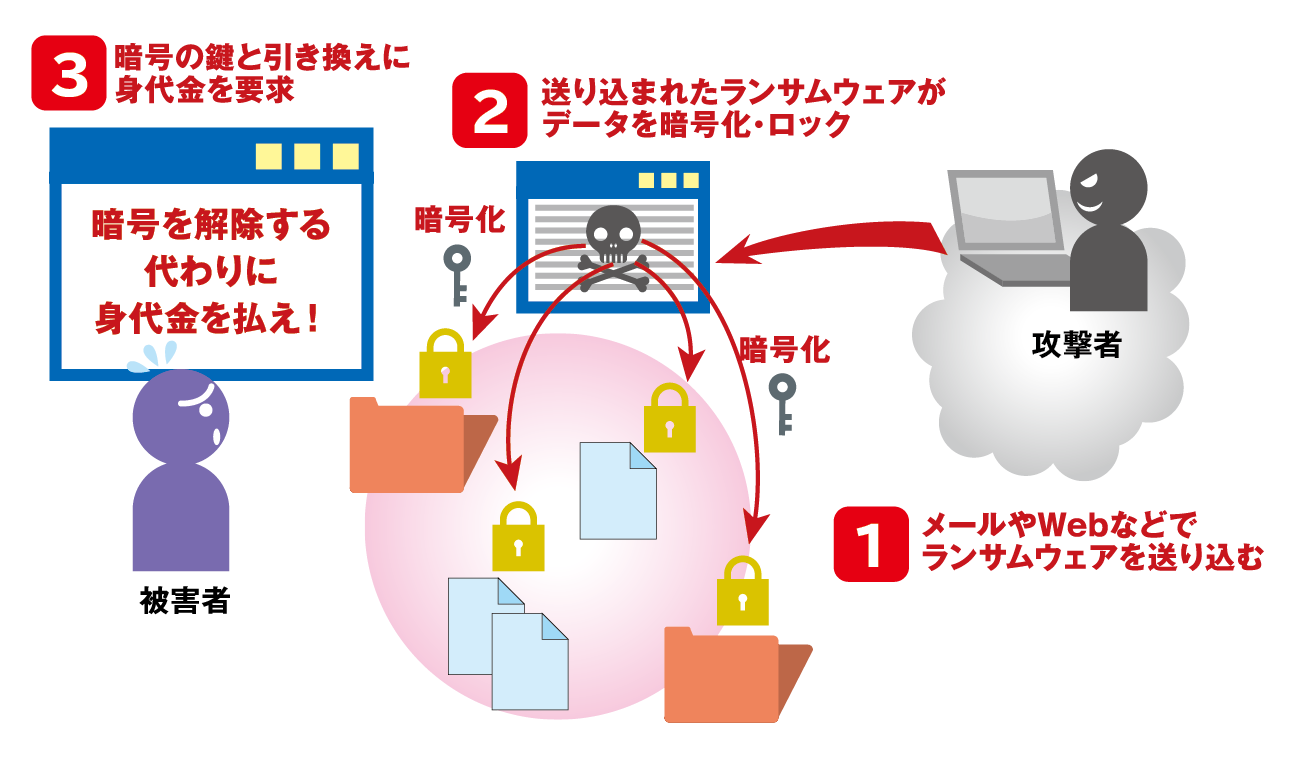 3
暗号の鍵と引き換えに
身代金を要求
暗号を解除する
代わりに
身代金を払え！
被害者
2
送り込まれたランサムウェアが
データを暗号化・ロック
暗号化
暗号化
攻撃者
1
メールやWebなどで
ランサムウェアを送り込む